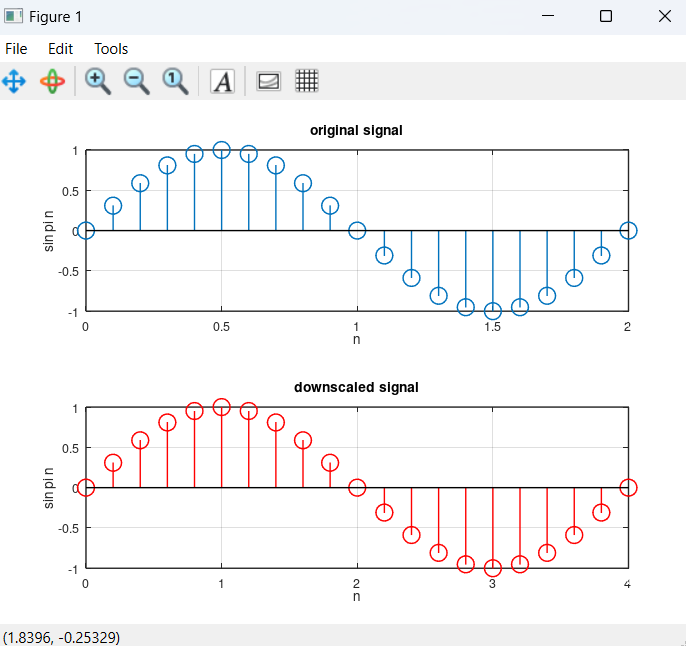 Figure 1
File Edit Tools
A
original signal
1
0.5
0
-0.5
-1
sin pi n
0 0.5 1 1.5 2
n
downscaled signal
1
0.5
0
-0.5
-1
sin pi n
0 1 2 3 4
n
(1.8396, -0.25329)